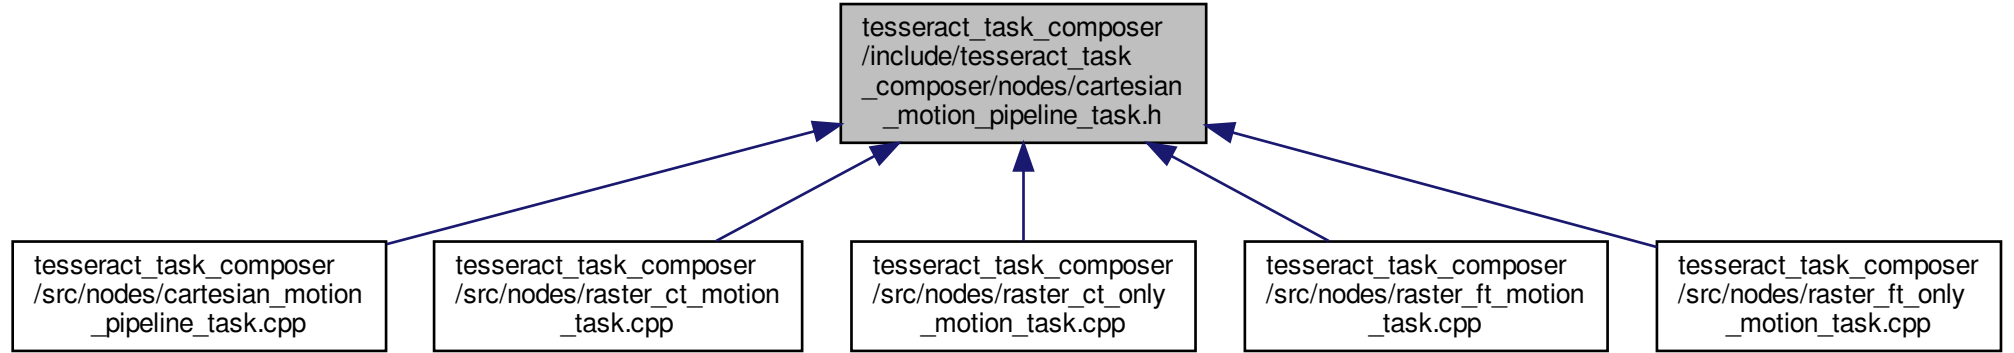 tesseract_task_composer
/include/tesseract_task
_composer/nodes/cartesian
_motion_pipeline_task.h
tesseract_task_composer
/src/nodes/cartesian_motion
_pipeline_task.cpp
tesseract_task_composer
/src/nodes/raster_ct_motion
_task.cpp
tesseract_task_composer
/src/nodes/raster_ct_only
_motion_task.cpp
tesseract_task_composer
/src/nodes/raster_ft_motion
_task.cpp
tesseract_task_composer
/src/nodes/raster_ft_only
_motion_task.cpp